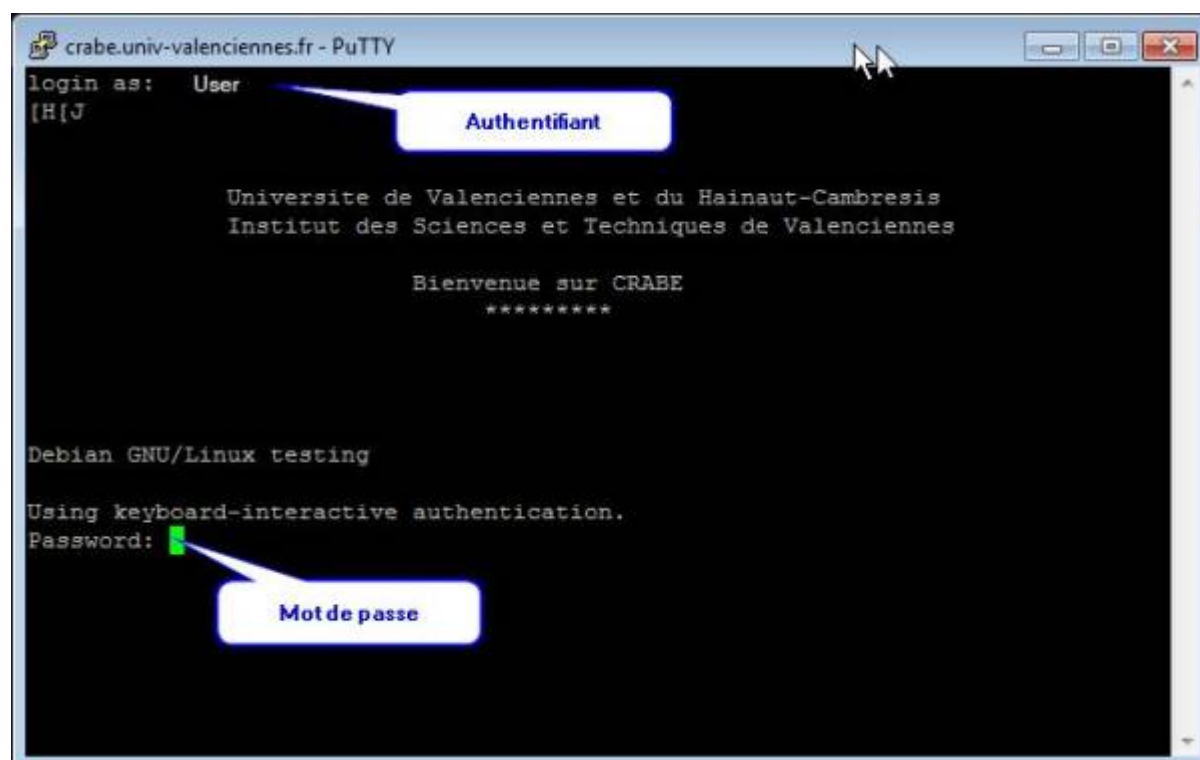 crabe.univ-valenciennes.fr - PuTTY
login as: User
Authentifiant
[H[J
Universite de Valenciennes et du Hainaut-Cambresis
Institut des Sciences et Techniques de Valenciennes
Bienvenue sur CRABE
*********
Debian GNU/Linux testing
Using keyboard-interactive authentication.
Password:
Mot de passe